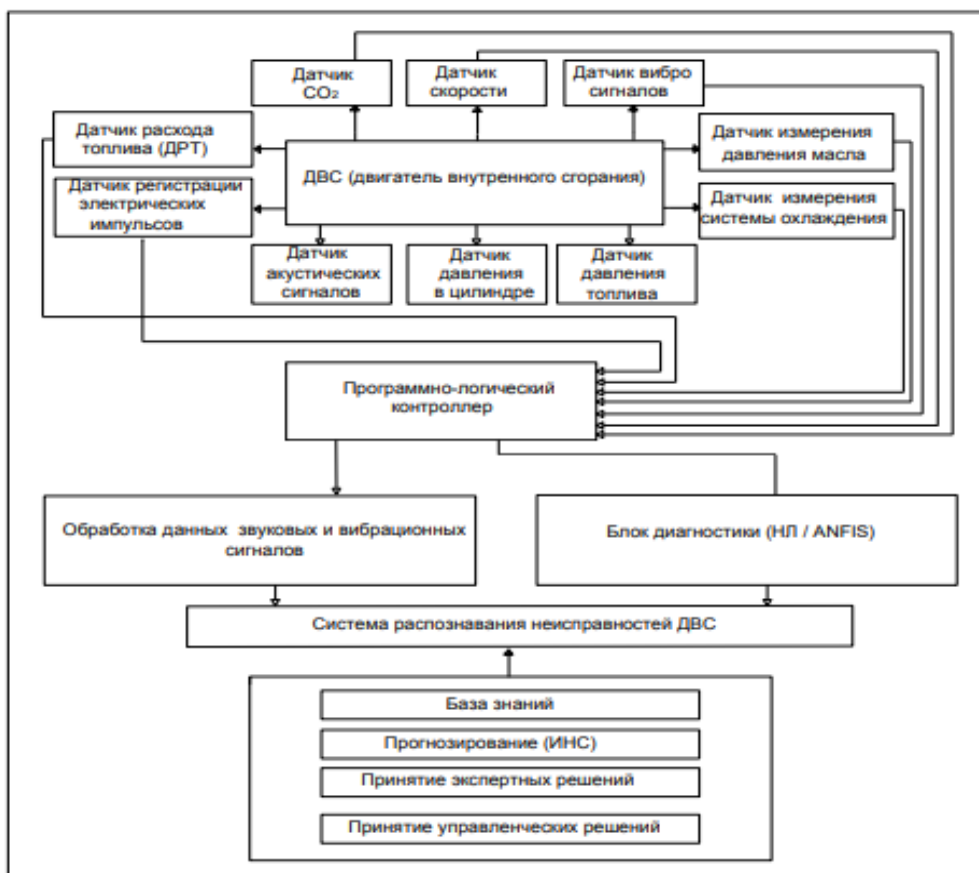 Датчик
CO₂
Датчик
скорости
Датчик вибро
сигналов
Датчик расхода
топлива (ДРТ)
ДВС (двигатель внутренного сгорания)
Датчик измерения
давления масла
Датчик регистрации
электрических
импульсов
Датчик измерения
системы охлаждения
Датчик
акустических
сигналов
Датчик
давления
в цилиндре
Датчик
давления
топлива
Программно-логический
контроллер
Обработка данных звуковых и вибрационных
сигналов
Блок диагностики (НЛ / ANFIS)
Система распознавания неисправностей ДВС
База знаний
Прогнозирование (ИНС)
Принятие экспертных решений
Принятие управленческих решений